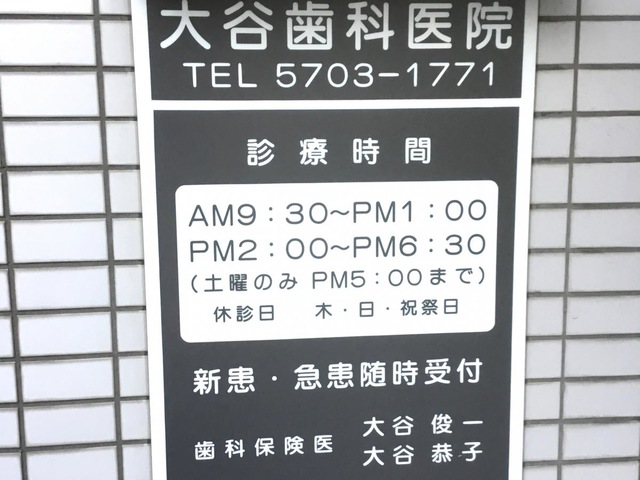 大谷歯科医院
TEL 5703-1771
診療時間
AM9：30～PM1：00
PM2：00～PM6：30
(土曜のみ PM5：00まで)
休診日 木・日・祝祭日
新患・急患随時受付
歯科保険医 大谷 俊一
大谷 恭子